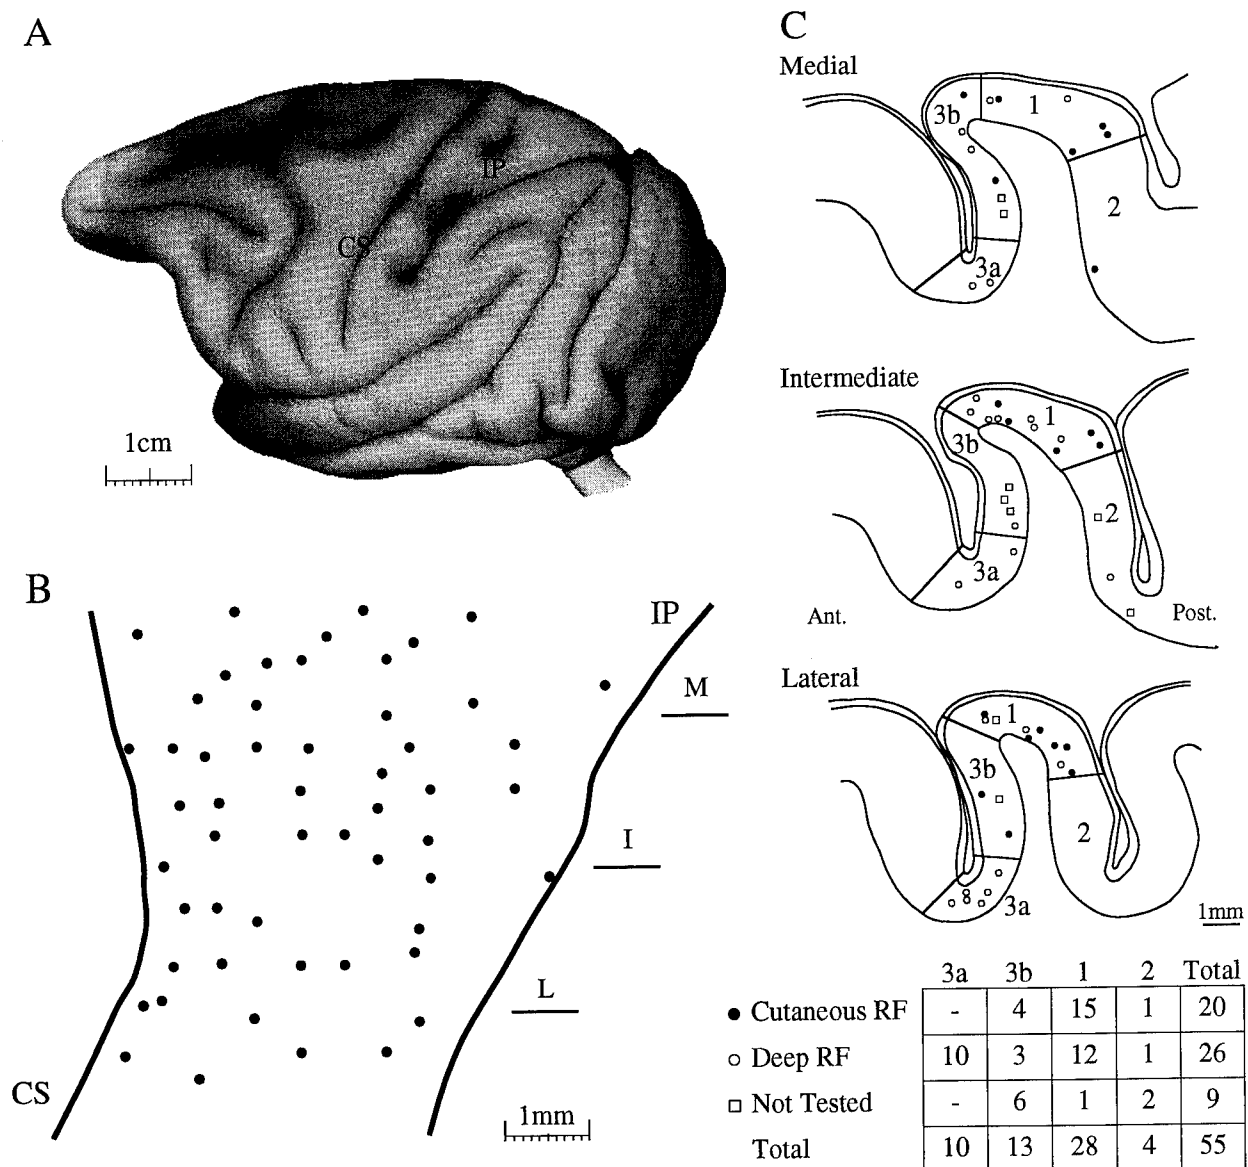 A
IP
CS
1cm
B
IP
M
I
L
CS
1mm
C
Medial
3b
1
2
3a
Intermediate
1
3b
2
3a
Ant.
Post.
Lateral
1
3b
2
3a
1mm
3a 3b 1 2 Total
Cutaneous RF - 4 15 1 20
Deep RF 10 3 12 1 26
Not Tested - 6 1 2 9
Total 10 13 28 4 55